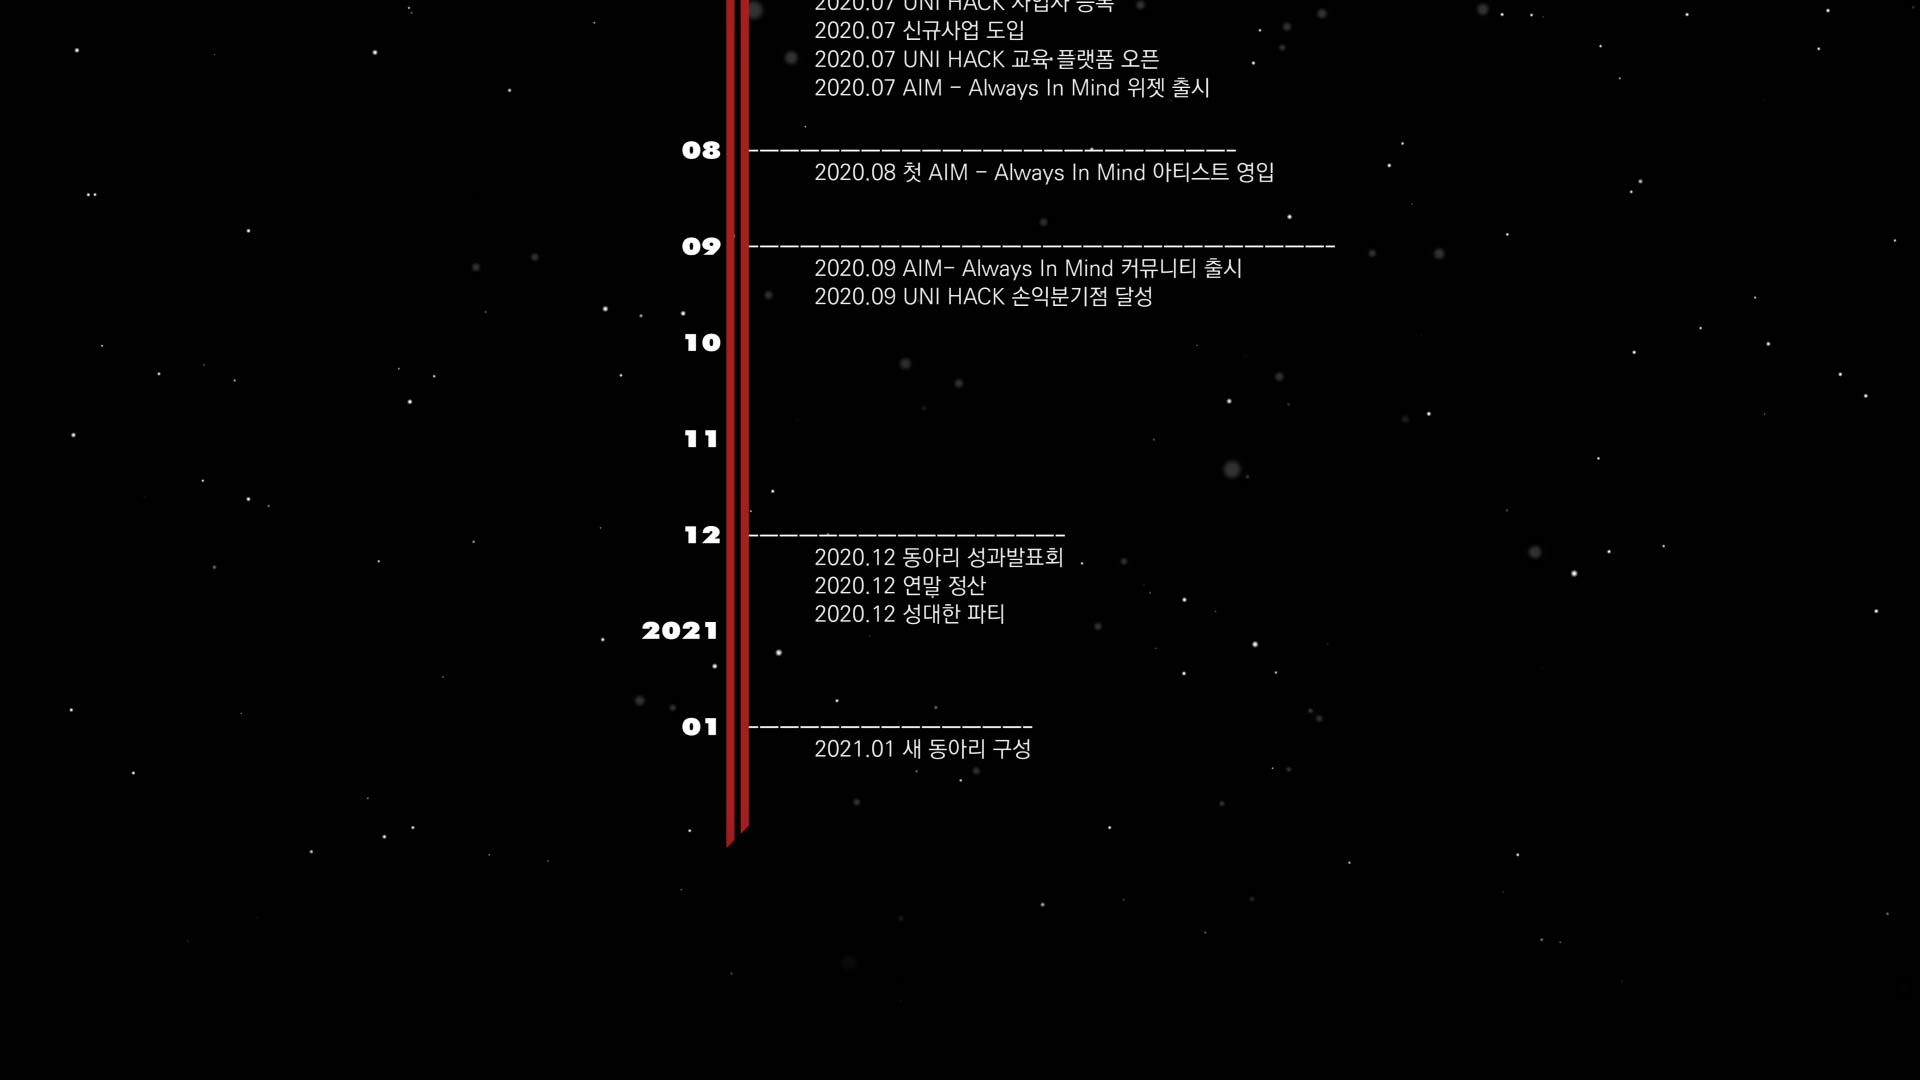 2020.07 UNI HACK 사업자 등록
2020.07 신규사업 도입
2020.07 UNI HACK 교육 플랫폼 오픈
2020.07 AIM - Always In Mind 위젯 출시
08
2020.08 첫 AIM - Always In Mind 아티스트 영입
09
2020.09 AIM- Always In Mind 커뮤니티 출시
2020.09 UNI HACK 손익분기점 달성
10
11
12
2020.12 동아리 성과발표회
2020.12 연말 정산
2020.12 성대한 파티
2021
01
2021.01 새 동아리 구성